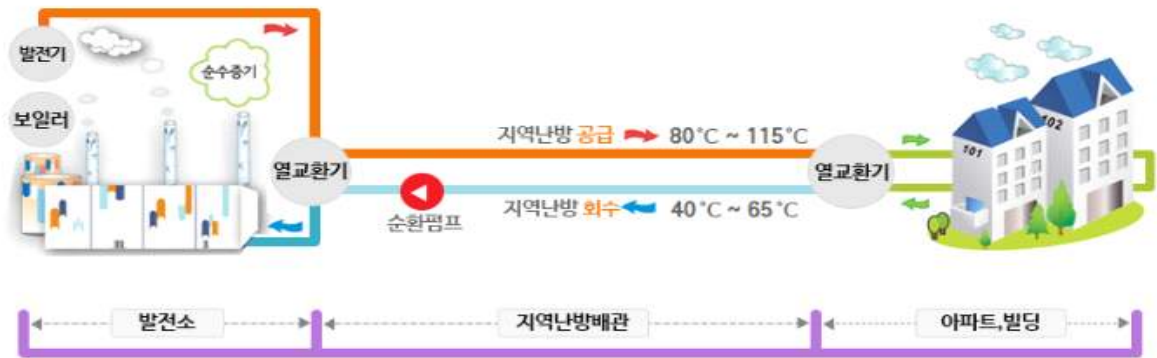 발전기
순수증기
보일러
지역난방 공급 80°C ~ 115°C
열교환기
열교환기
순환펌프
지역난방 회수 40°C ~ 65°C
101
102
발전소
지역난방배관
아파트,빌딩